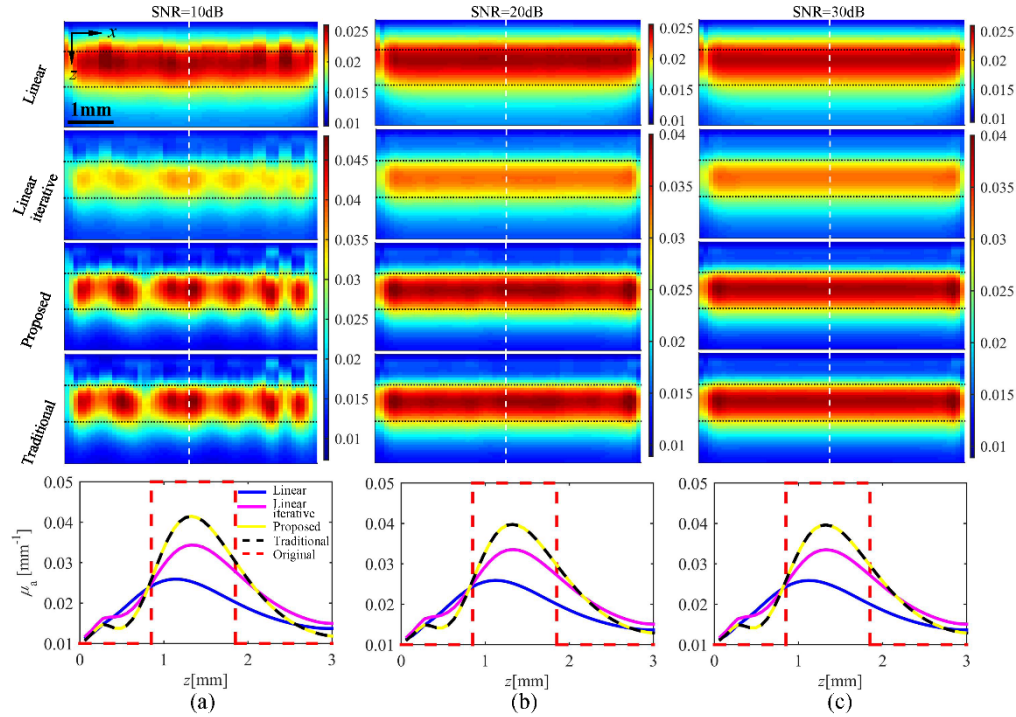 SNR=10dB
SNR=20dB
SNR=30dB
x
z
1mm
Linear
0.025
0.02
0.015
0.01
0.025
0.02
0.015
0.01
0.025
0.02
0.015
0.01
Linear
iterative
Proposed
Traditional
0.045
0.04
0.035
0.03
0.025
0.02
0.015
0.01
0.04
0.035
0.03
0.025
0.02
0.015
0.01
0.04
0.035
0.03
0.025
0.02
0.015
0.01
μa [mm-1]
0.05
0.04
0.03
0.02
0.01
0 1 2 3
z[mm]
Linear
Linear
iterative
Proposed
Traditional
Original
(a)
0.05
0.04
0.03
0.02
0.01
0 1 2 3
z[mm]
(b)
0.05
0.04
0.03
0.02
0.01
0 1 2 3
z[mm]
(c)